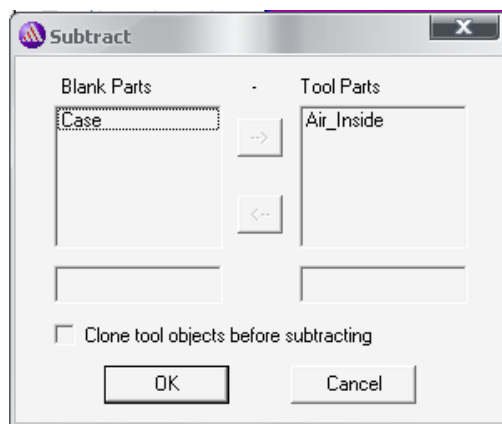 Subtract
Blank Parts - Tool Parts
Case
Air_Inside
-->
<--
Clone tool objects before subtracting
OK Cancel